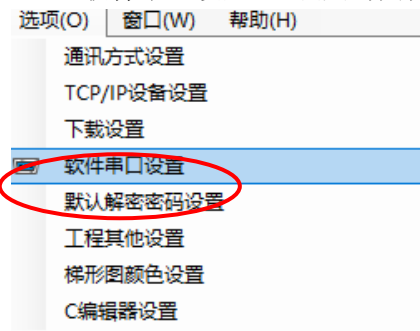 选项(O) 窗口(W) 帮助(H)
通讯方式设置
TCP/IP设备设置
下载设置
软件串口设置
默认解密密码设置
工程其他设置
梯形图颜色设置
C编辑器设置